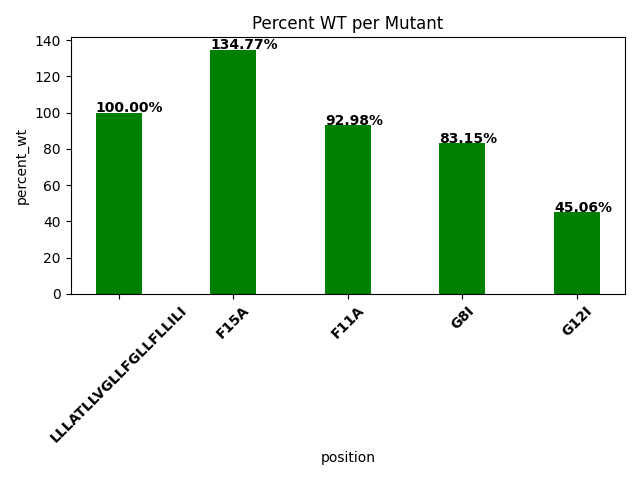 Percent WT per Mutant
percent_wt
140
120
100
80
60
40
20
0
100.00%
134.77%
92.98%
83.15%
45.06%
LLLATLLVGLLFGLLFLLILI
F15A
F11A
G8I
G12I
position